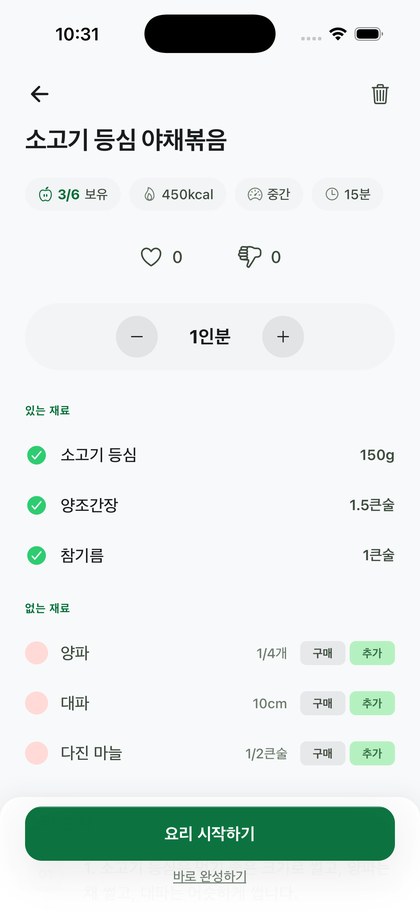 10:31
소고기 등심 야채볶음
3/6 보유
450kcal
중간
15분
0
0
1인분
있는 재료
소고기 등심 150g
양조간장 1.5큰술
참기름 1큰술
없는 재료
양파 1/4개 구매 추가
대파 10cm 구매 추가
다진 마늘 1/2큰술 구매 추가
요리 시작하기
바로 완성하기